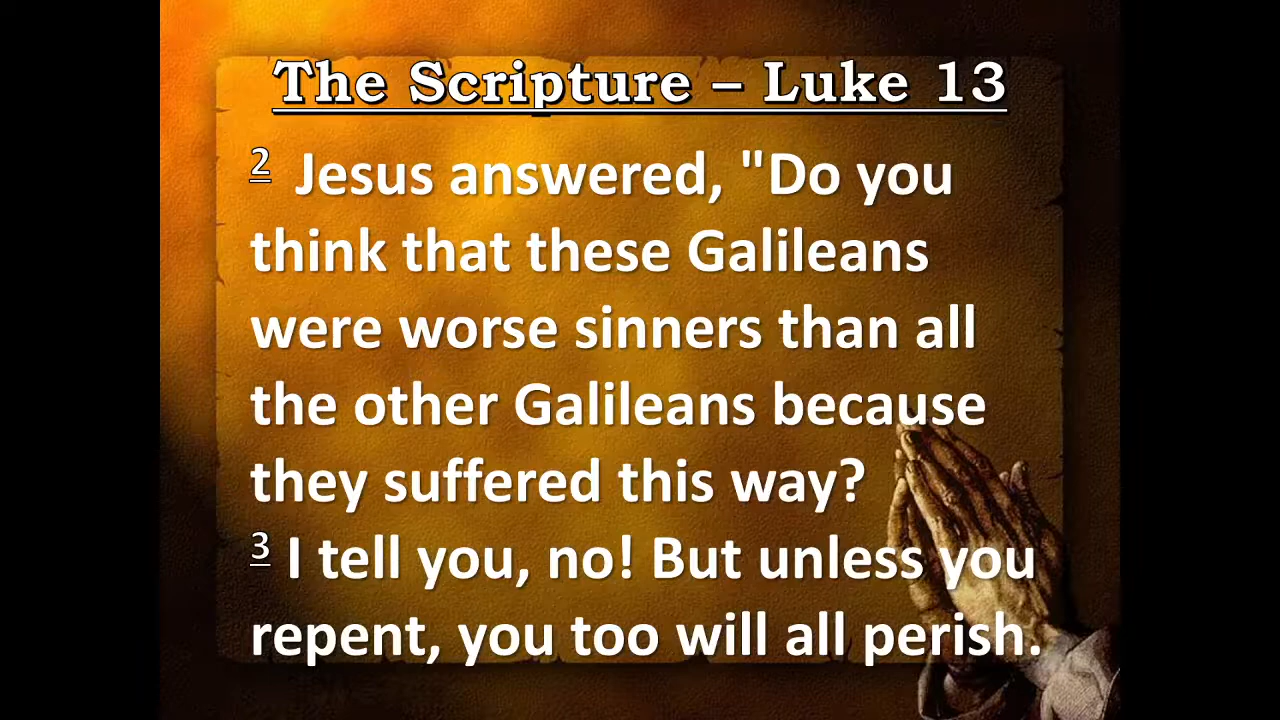 The Scripture – Luke 13
2 Jesus answered, "Do you
think that these Galileans
were worse sinners than all
the other Galileans because
they suffered this way?
3 I tell you, no! But unless you
repent, you too will all perish.